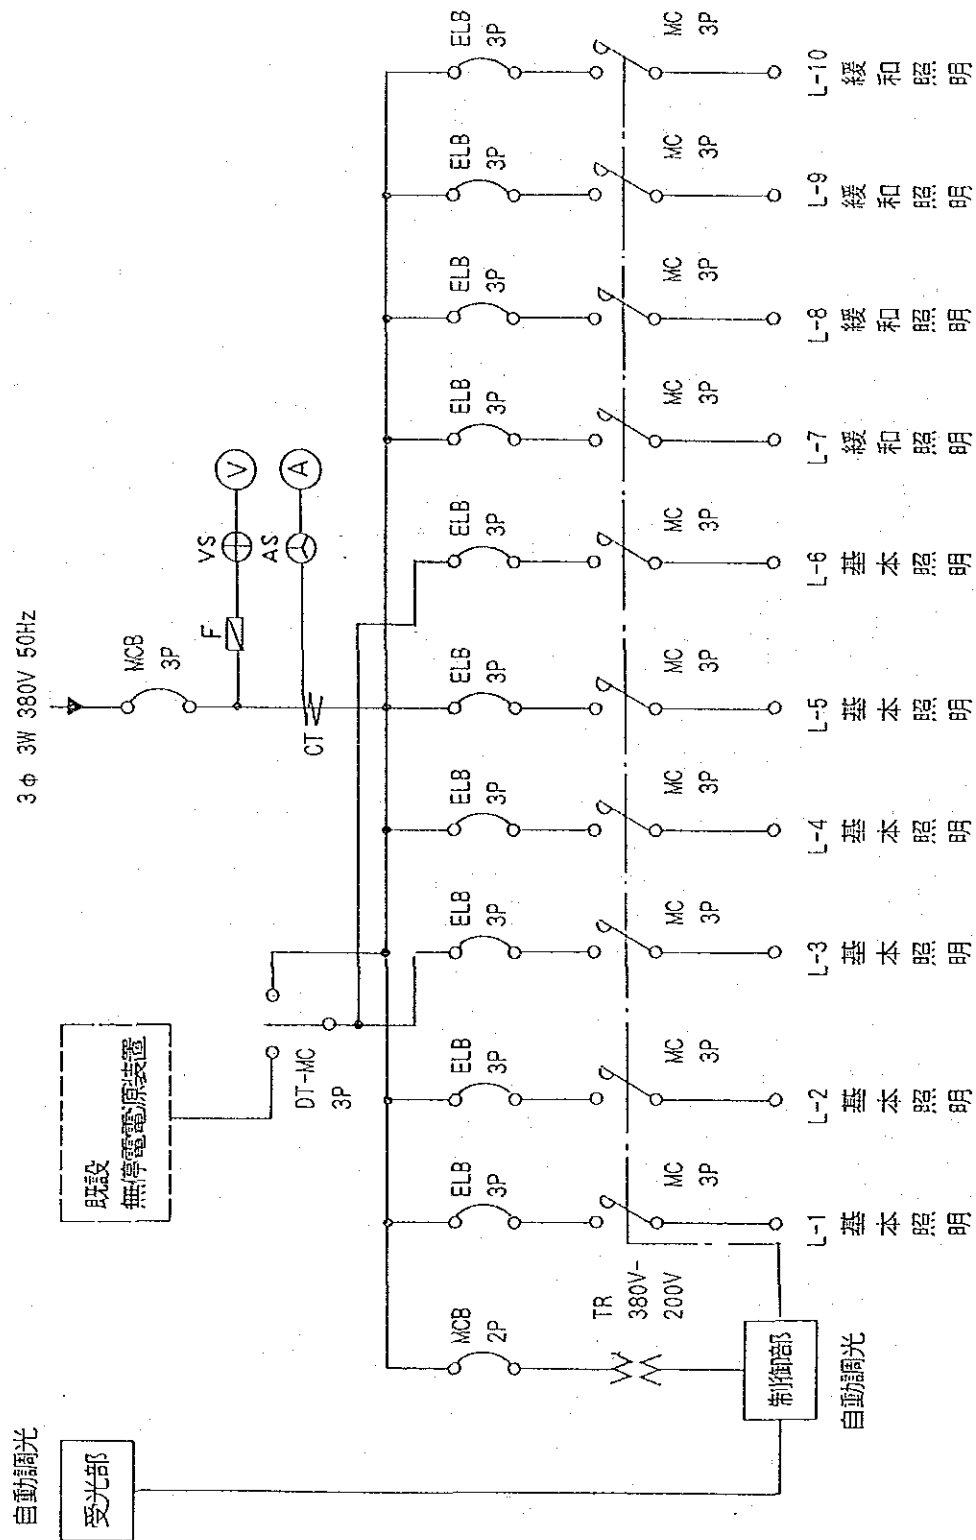 3φ 3W 380V 50Hz
MCB
3P
F
VS
V
AS
A
CT
既設
無停電電源装置
DT-MC
3P
自動調光
受光部
MCB
2P
TR
380V-
200V
制御部
自動調光
ELB
3P
MC
3P
L-1
基本照明
ELB
3P
MC
3P
L-2
基本照明
ELB
3P
MC
3P
L-3
基本照明
ELB
3P
MC
3P
L-4
基本照明
ELB
3P
MC
3P
L-5
基本照明
ELB
3P
MC
3P
L-6
基本照明
ELB
3P
MC
3P
L-7
緩和照明
ELB
3P
MC
3P
L-8
緩和照明
ELB
3P
MC
3P
L-9
緩和照明
ELB
3P
MC
3P
L-10
緩和照明